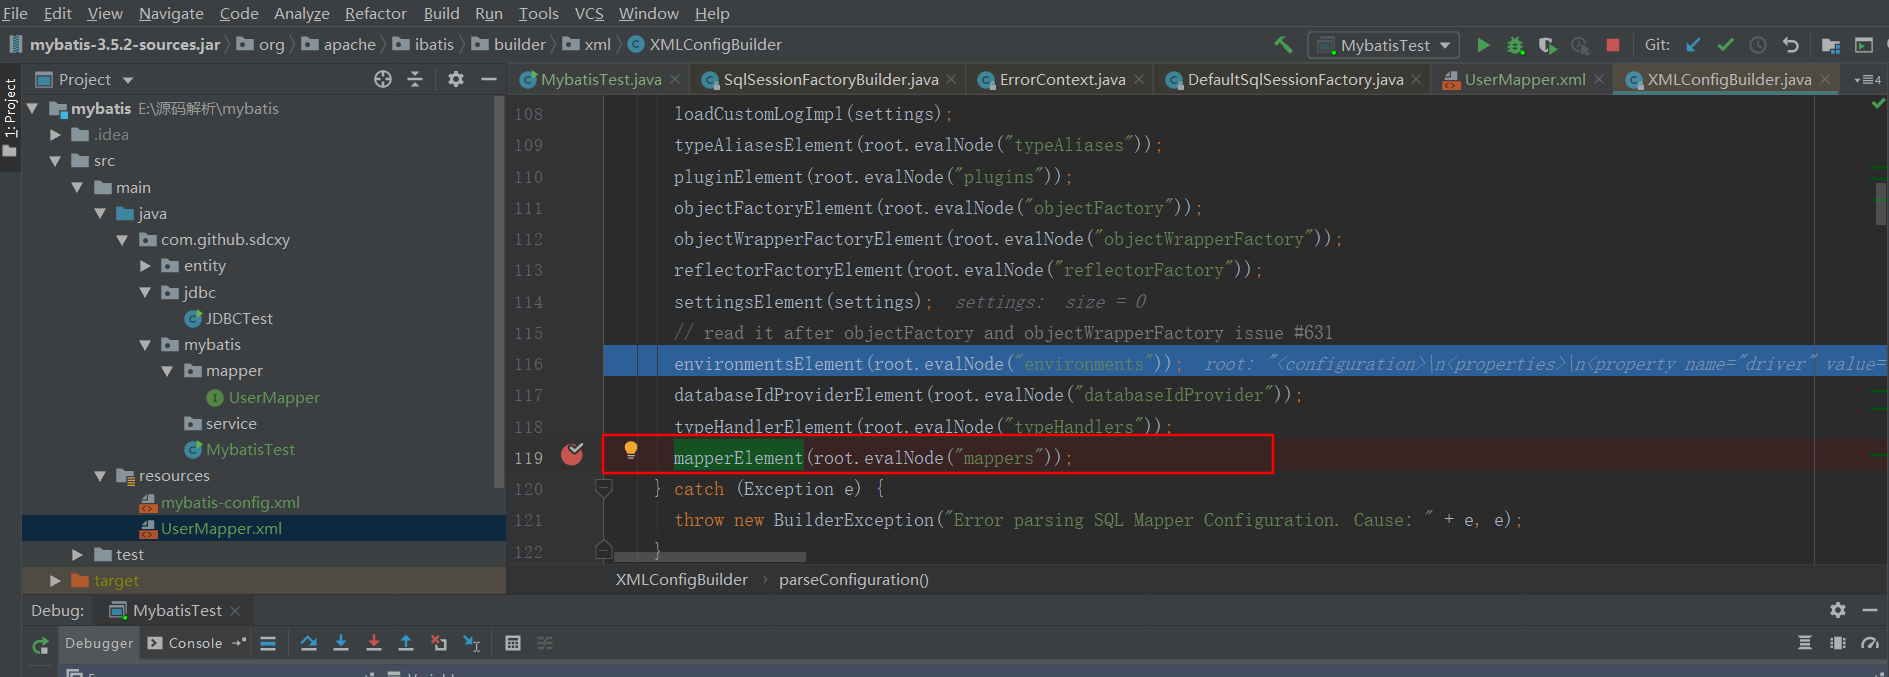 File Edit View Navigate Code Analyze Refactor Build Run Tools VCS Window Help
mybatis-3.5.2-sources.jar org apache ibatis builder xml XMLConfigBuilder MybatisTest Git:
1: Project
Project
MybatisTest.java SqlSessionFactoryBuilder.java ErrorContext.java DefaultSqlSessionFactory.java UserMapper.xml XMLConfigBuilder.java 4
mybatis E:\源码解析\mybatis
.idea
src
main
java
com.github.sdcxy
entity
jdbc
JDBCTest
mybatis
mapper
UserMapper
service
MybatisTest
resources
mybatis-config.xml
UserMapper.xml
test
target
108 loadCustomLogImpl(settings);
109 typeAliasesElement(root.evalNode("typeAliases"));
110 pluginElement(root.evalNode("plugins"));
111 objectFactoryElement(root.evalNode("objectFactory"));
112 objectWrapperFactoryElement(root.evalNode("objectWrapperFactory"));
113 reflectorFactoryElement(root.evalNode("reflectorFactory"));
114 settingsElement(settings); settings: size = 0
115 // read it after objectFactory and objectWrapperFactory issue #631
116 environmentsElement(root.evalNode("environments")); root: "<configuration>\n<properties>\n<property name="driver" value=
117 databaseIdProviderElement(root.evalNode("databaseIdProvider"));
118 typeHandlerElement(root.evalNode("typeHandlers"));
119 mapperElement(root.evalNode("mappers"));
120 } catch (Exception e) {
121 throw new BuilderException("Error parsing SQL Mapper Configuration. Cause: " + e, e);
122 }
XMLConfigBuilder parseConfiguration()
Debug: MybatisTest
Debugger Console